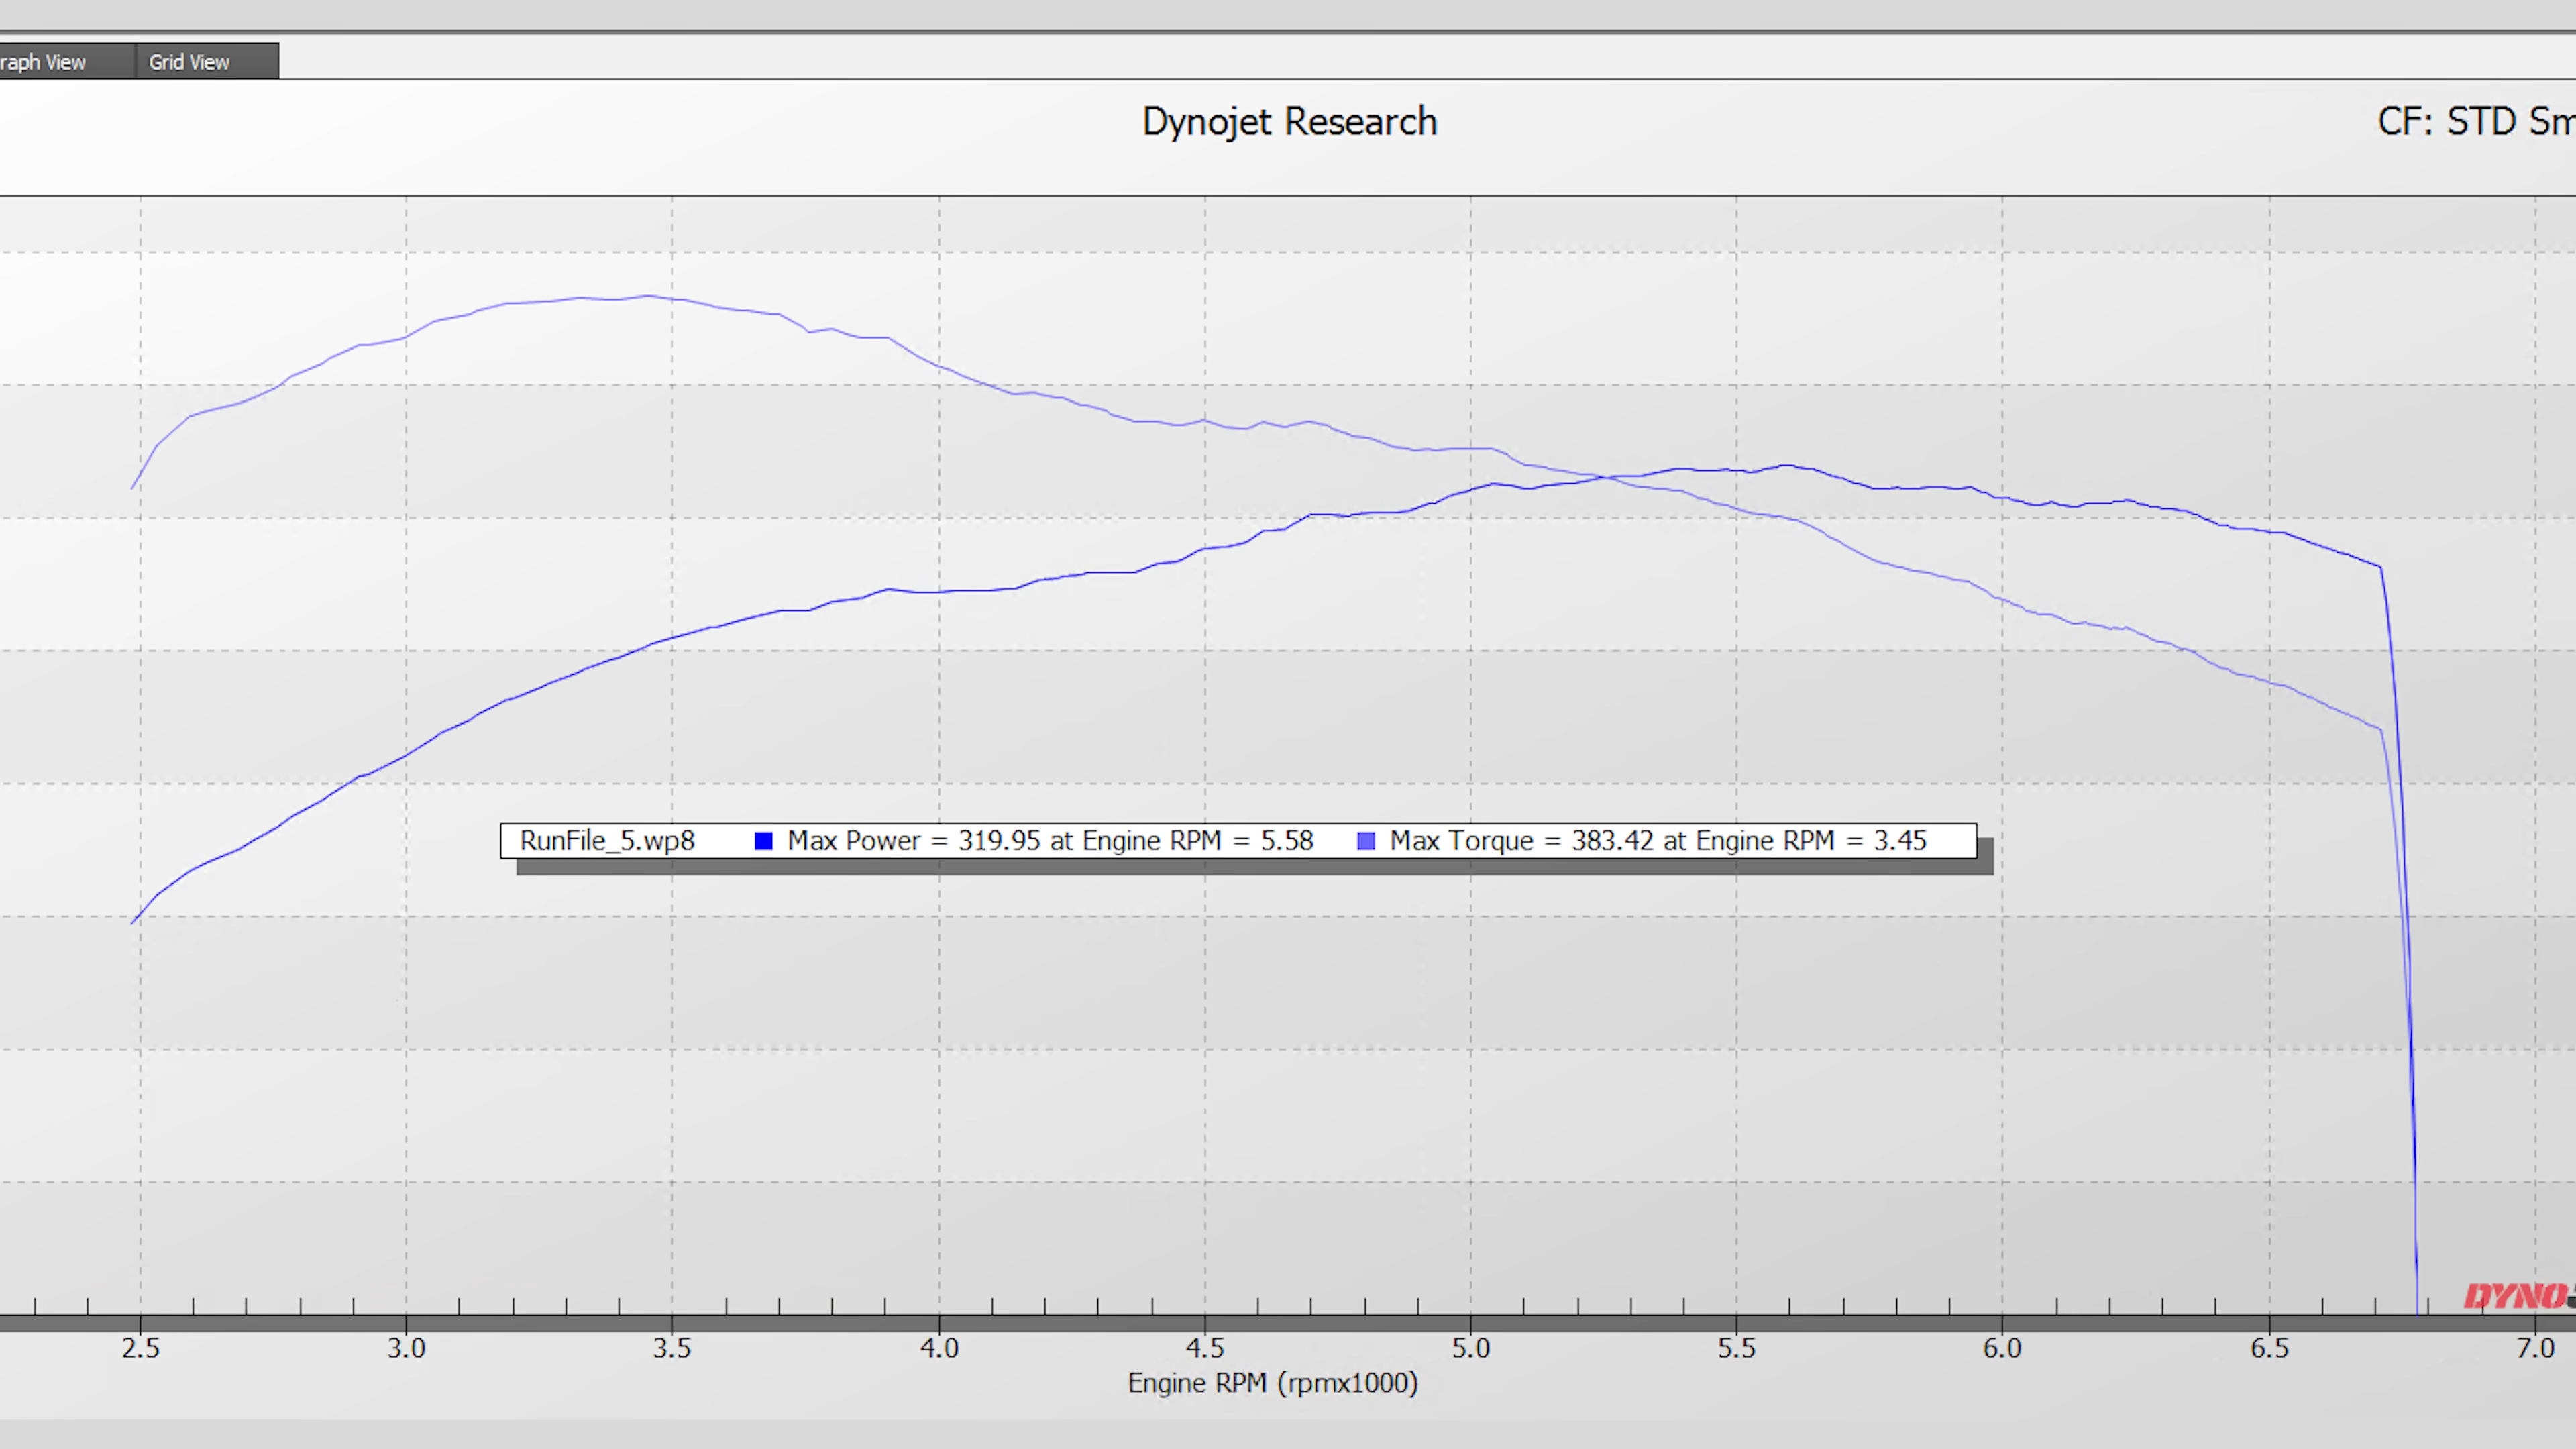 raph View
Grid View
Dynojet Research
CF: STD Sm
RunFile_5.wp8 Max Power = 319.95 at Engine RPM = 5.58 Max Torque = 383.42 at Engine RPM = 3.45
DYNO
2.5 3.0 3.5 4.0 4.5 5.0 5.5 6.0 6.5 7.0
Engine RPM (rpmx1000)